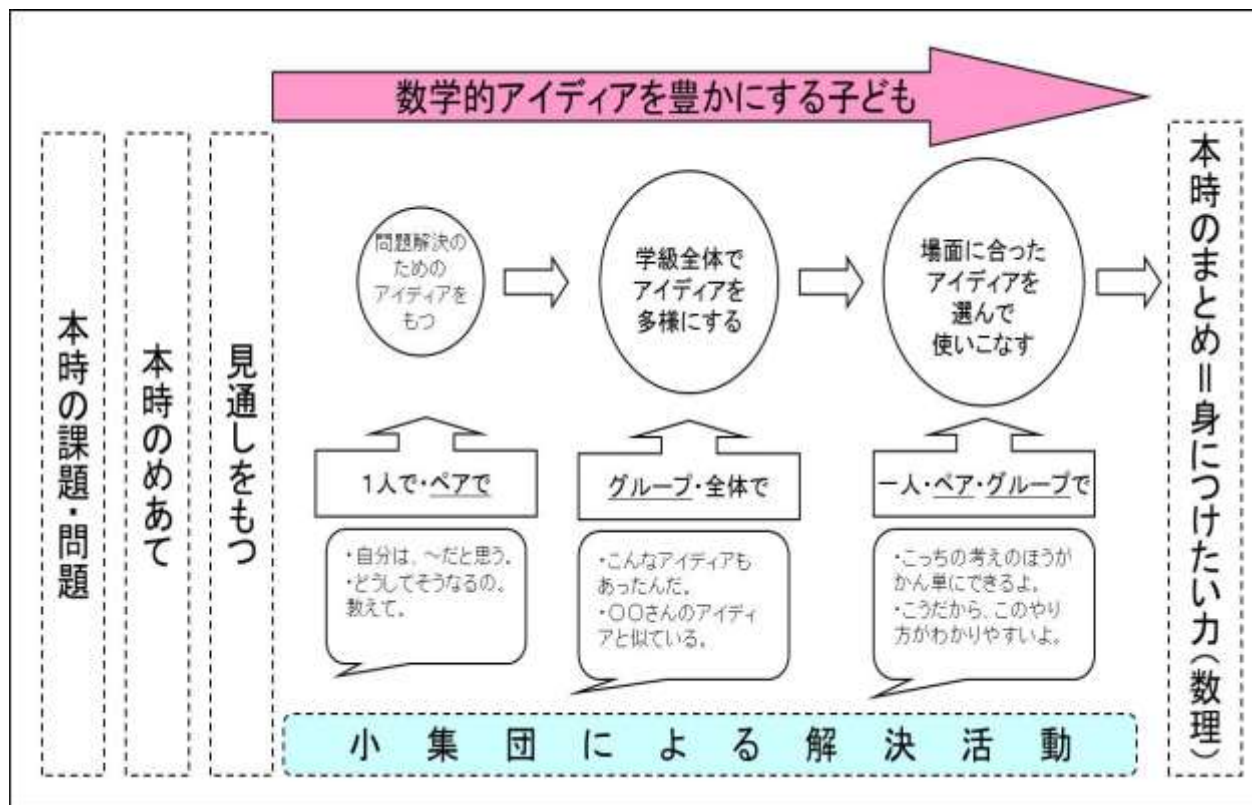 数学的アイディアを豊かにする子ども
本時の課題・問題
本時のめあて
見通しをもつ
問題解決の
ための
アイディアを
もつ
学級全体で
アイディアを
多様にする
場面に合った
アイディアを
選んで
使いこなす
1人で・ペアで
グループ・全体で
一人・ペア・グループで
・自分は、～だと思う。
・どうしてそうなるの。
教えて。
・こんなアイディアも
あったんだ。
・〇〇さんのアイディ
アと似ている。
・こっちの考えのほうが
かん単にできるよ。
・こうだから、このやり
方がわかりやすいよ。
小集団による解決活動
本時のまとめ＝身につけたい力（数理）